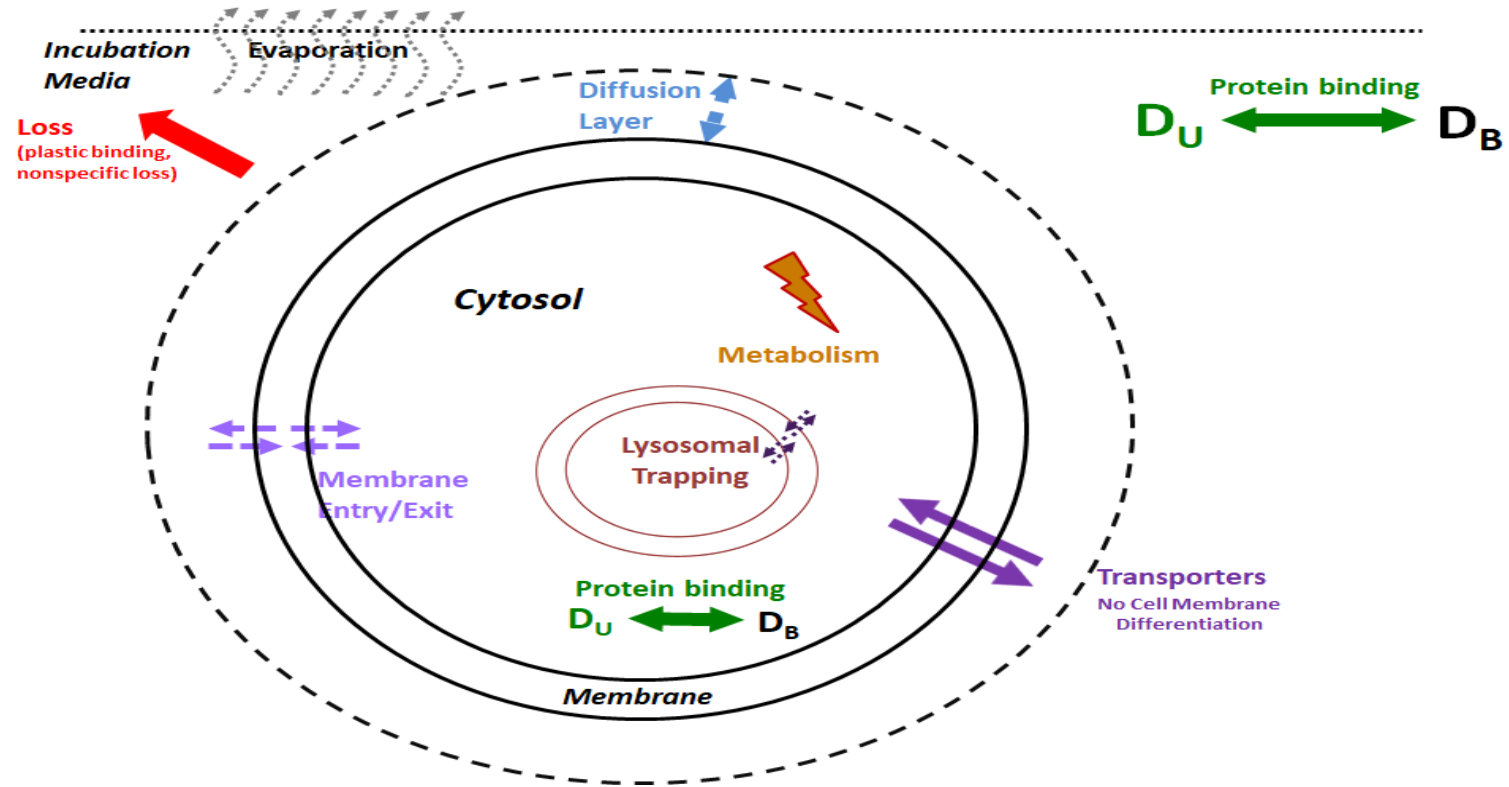 Incubation
Media
Evaporation
Loss
(plastic binding,
nonspecific loss)
Diffusion
Layer
Protein binding
DU DB
Cytosol
Metabolism
Lysosomal
Trapping
Membrane
Entry/Exit
Protein binding
DU DB
Transporters
No Cell Membrane
Differentiation
Membrane